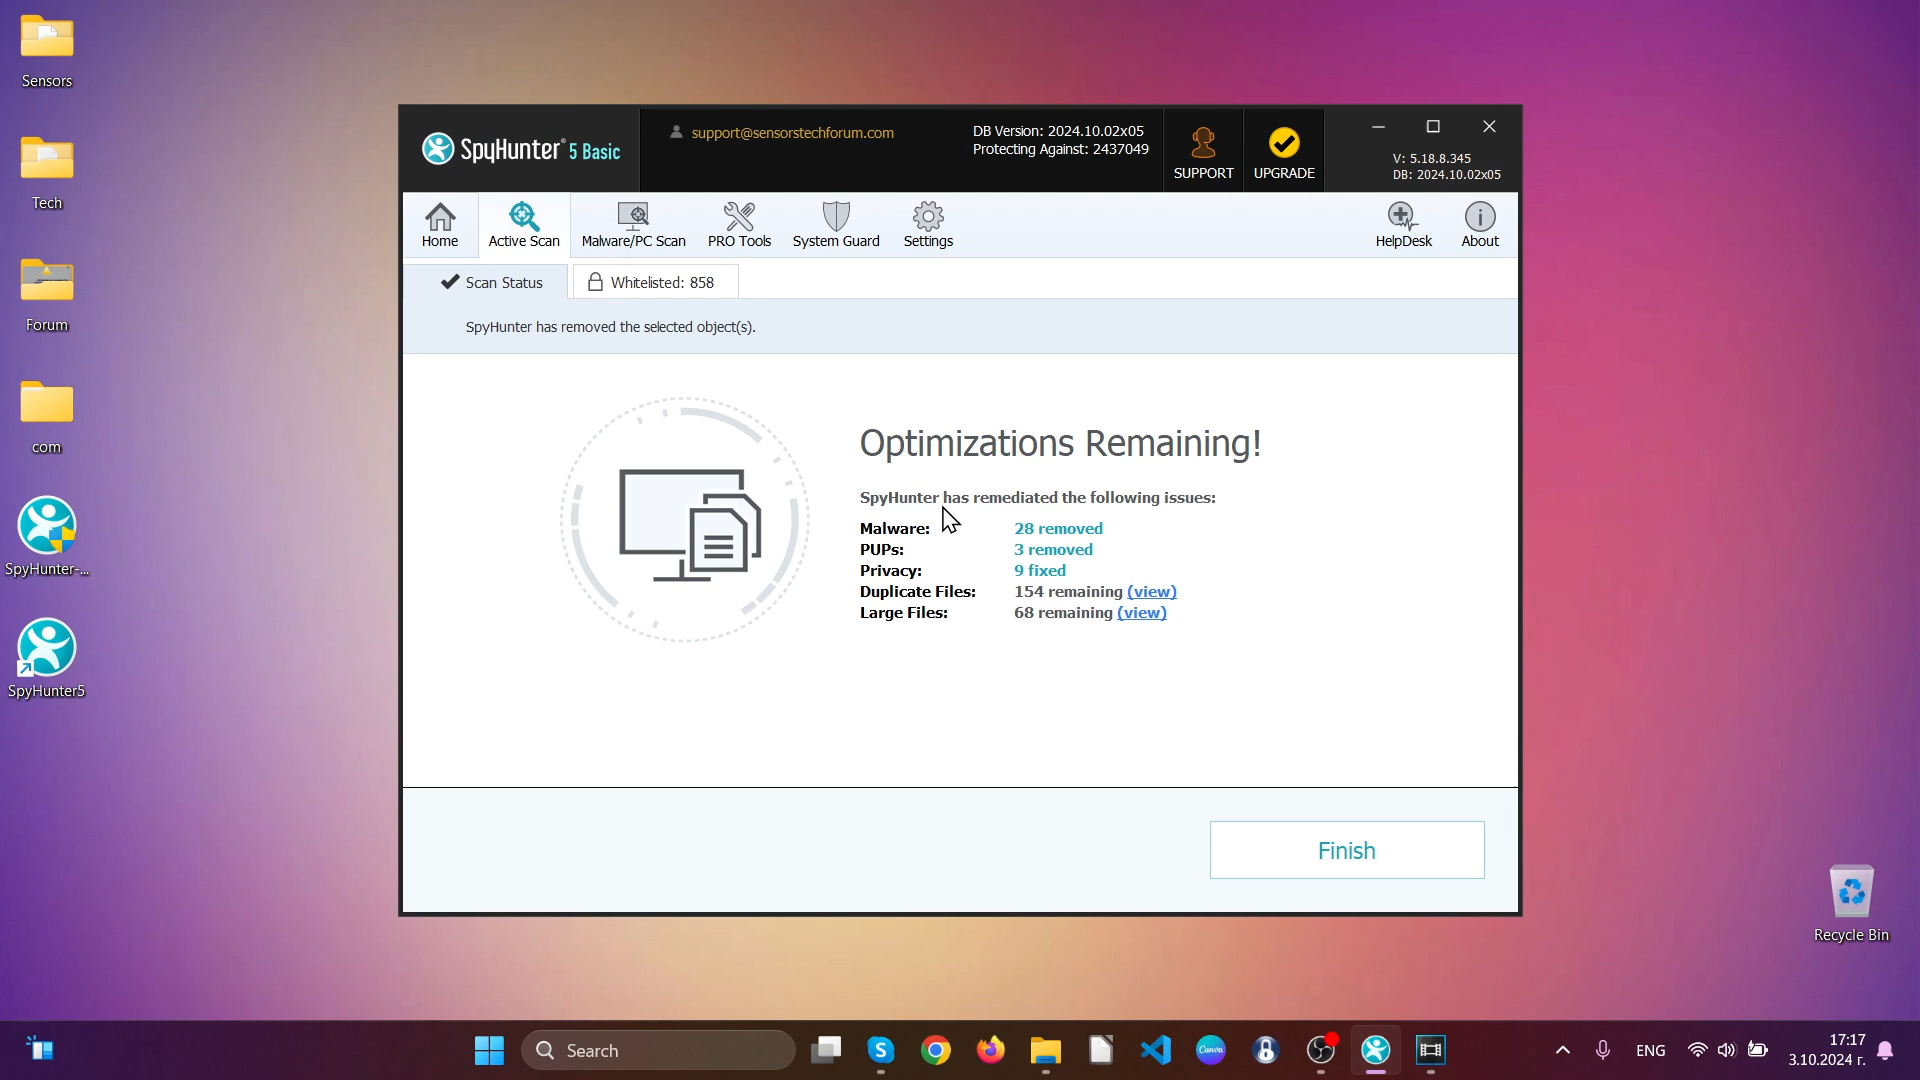 Sensors
Tech
Forum
com
SpyHunter-...
SpyHunter5
SpyHunter® 5 Basic
support@sensorstechforum.com
DB Version: 2024.10.02x05
Protecting Against: 2437049
SUPPORT
UPGRADE
V: 5.18.8.345
DB: 2024.10.02x05
Home
Active Scan
Malware/PC Scan
PRO Tools
System Guard
Settings
HelpDesk
About
Scan Status
Whitelisted: 858
SpyHunter has removed the selected object(s).
Optimizations Remaining!
SpyHunter has remediated the following issues:
Malware: 28 removed
PUPs: 3 removed
Privacy: 9 fixed
Duplicate Files: 154 remaining (view)
Large Files: 68 remaining (view)
Finish
Recycle Bin
Search
Canva
ENG
17:17
3.10.2024 г.